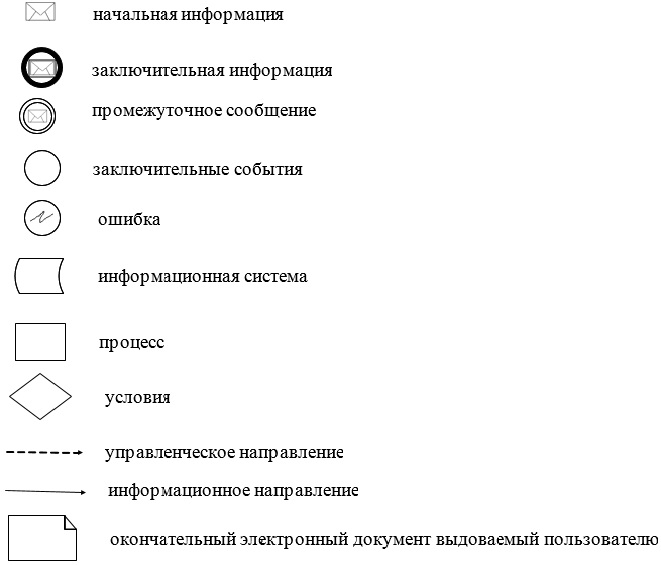 начальная информация
заключительная информация
промежуточное сообщение
заключительные события
ошибка
информационная система
процесс
условия
управленческое направление
информационное направление
окончательный электронный документ выдоваемый пользователю